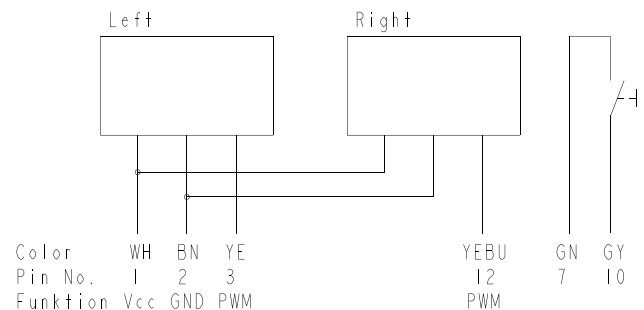 Left Right
Color WH BN YE YEBU GN GY
Pin No. 1 2 3 12 7 10
Funktion Vcc GND PWM PWM